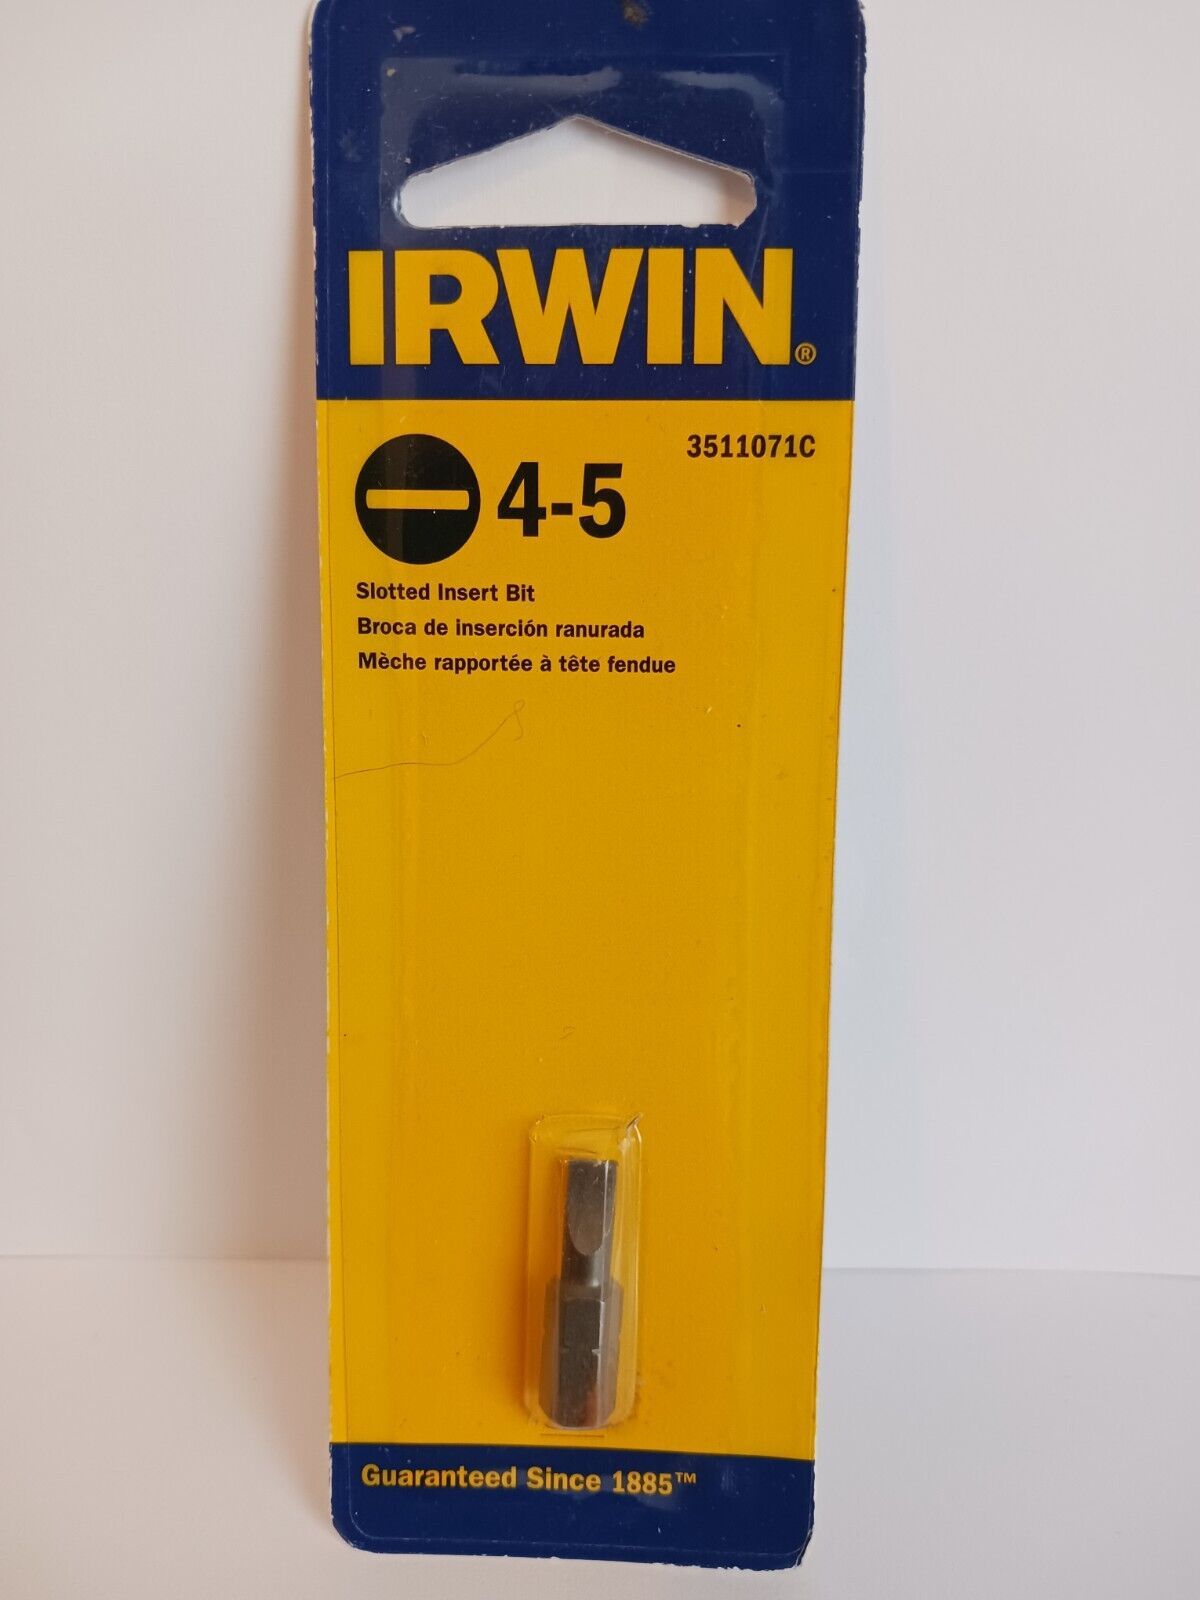 IRWIN®
3511071C
4-5
Slotted Insert Bit
Broca de inserción ranurada
Mèche rapportée à tête fendue
Guaranteed Since 1885™